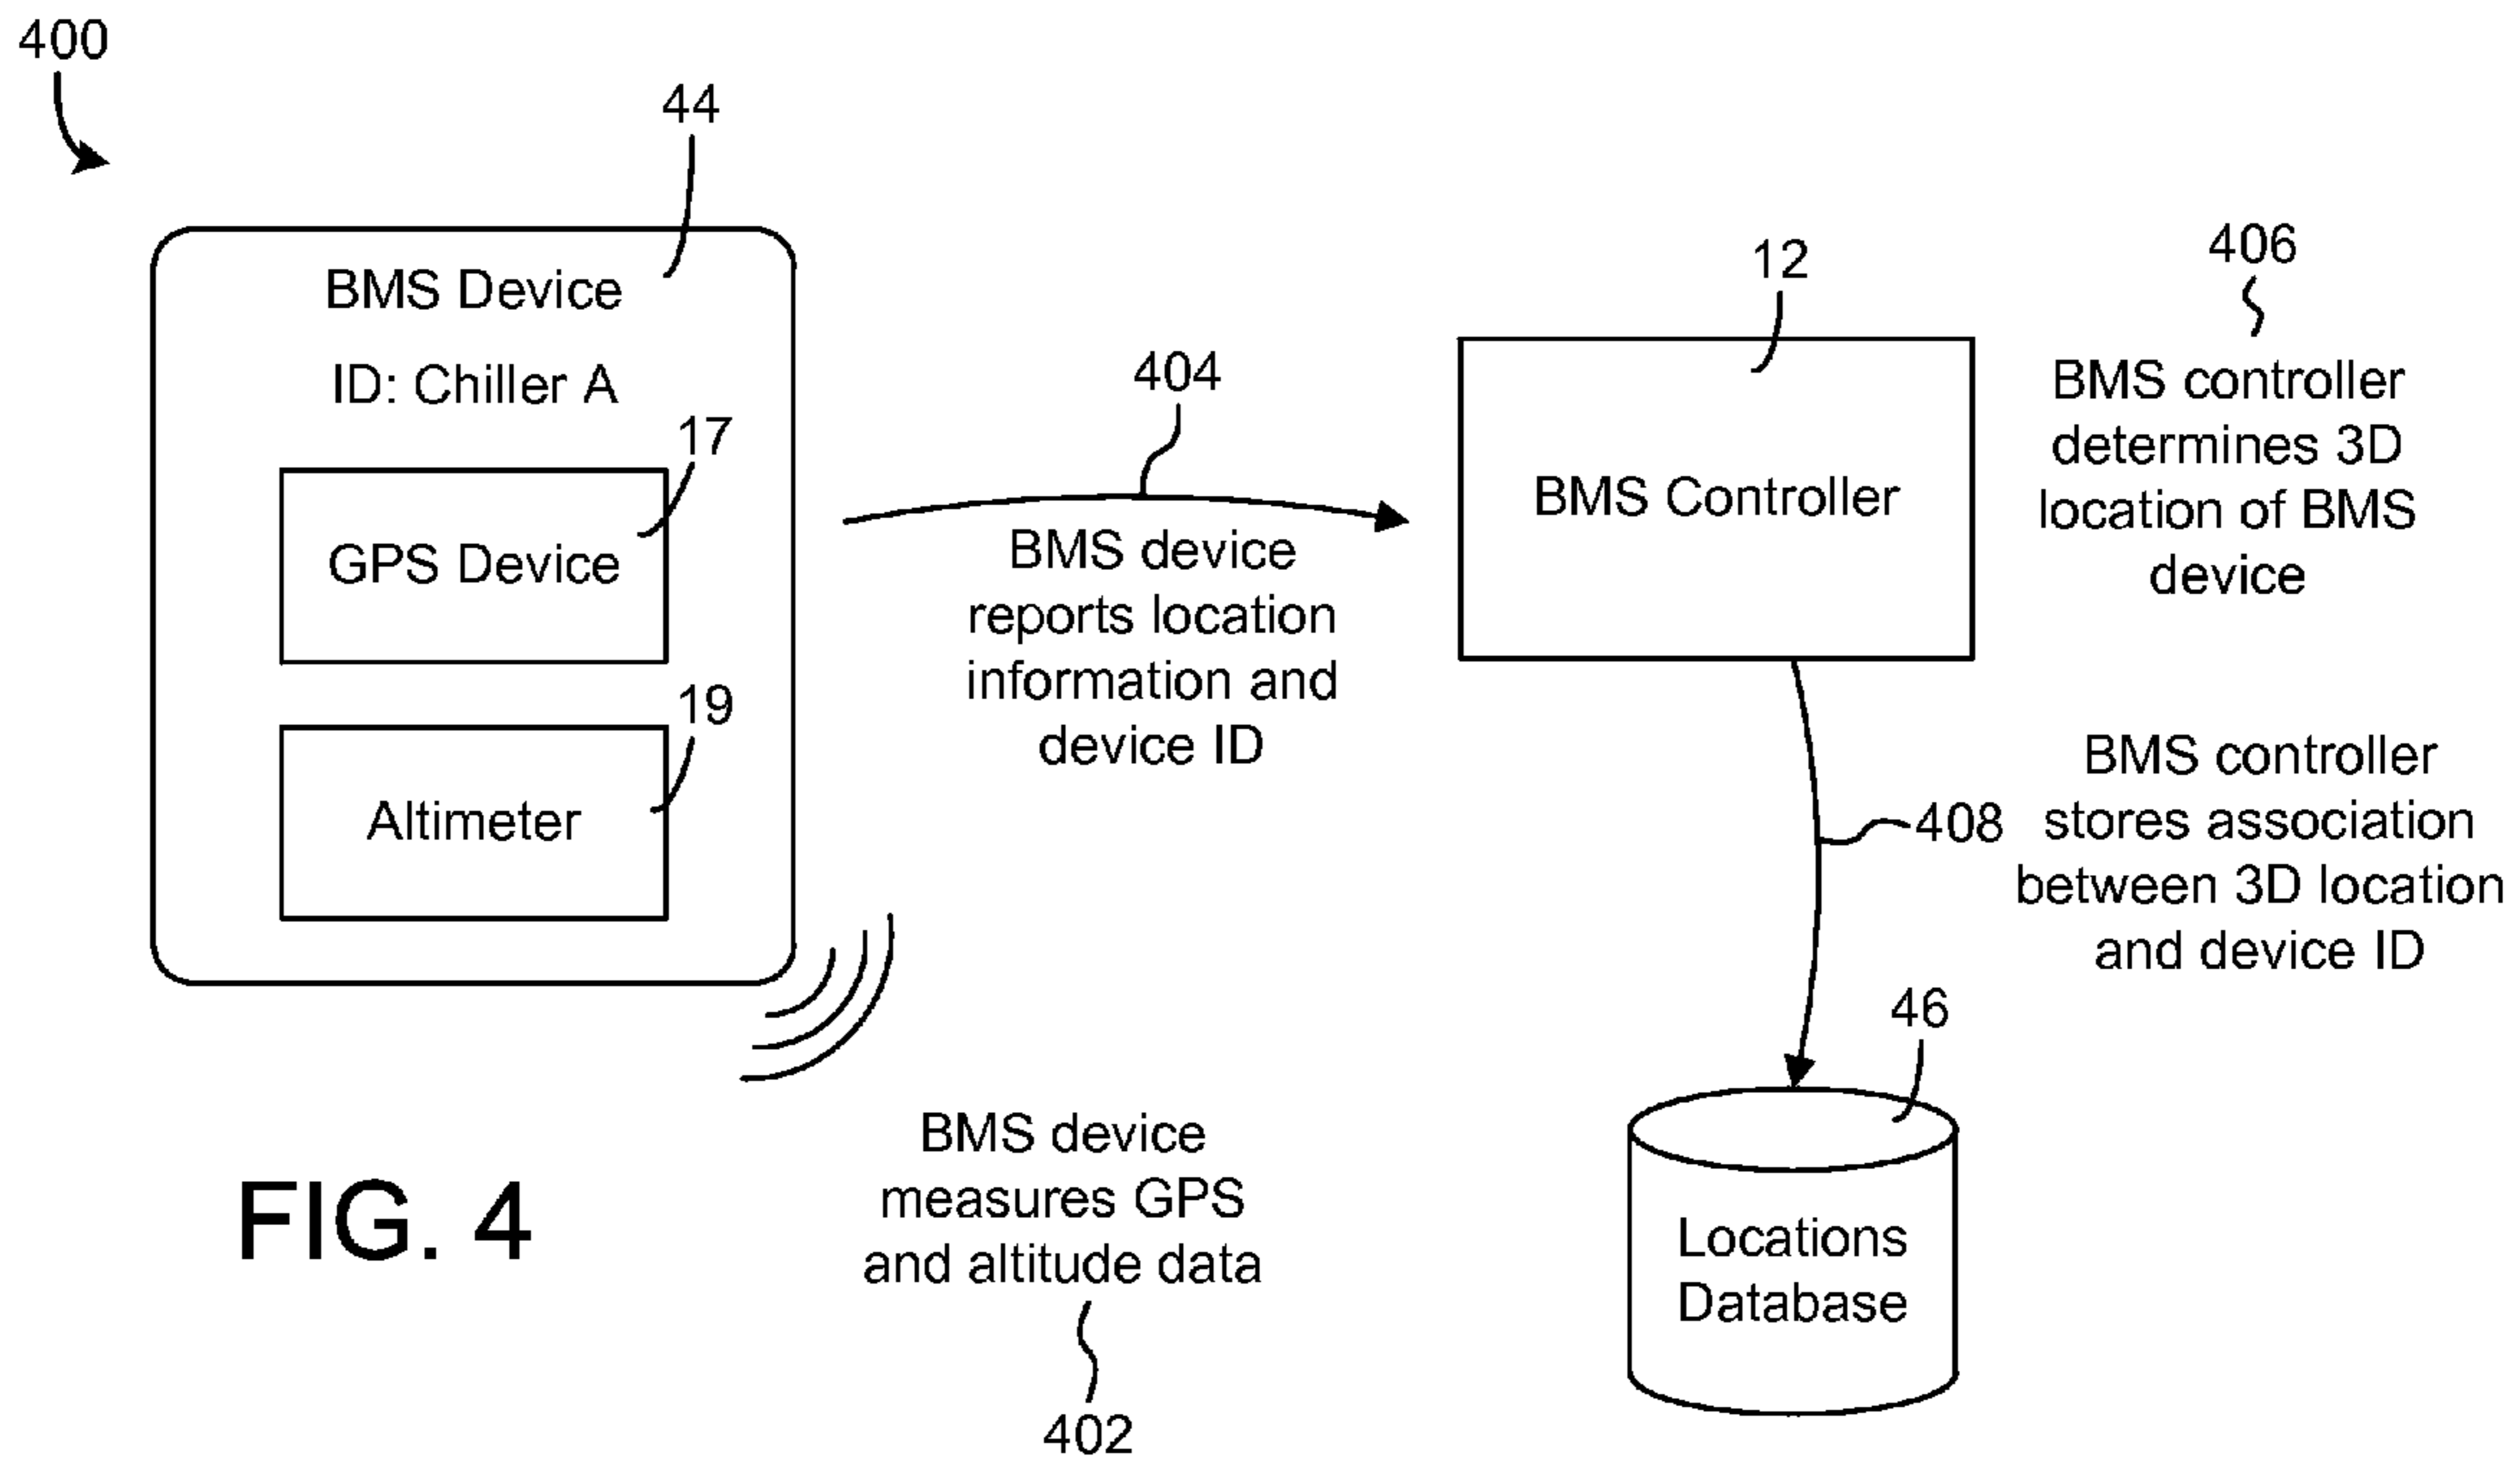 400
44
BMS Device
ID: Chiller A
17
GPS Device
19
Altimeter
404
BMS device
reports location
information and
device ID
12
BMS Controller
406
BMS controller
determines 3D
location of BMS
device
408
BMS controller
stores association
between 3D location
and device ID
46
Locations
Database
BMS device
measures GPS
and altitude data
402
FIG. 4